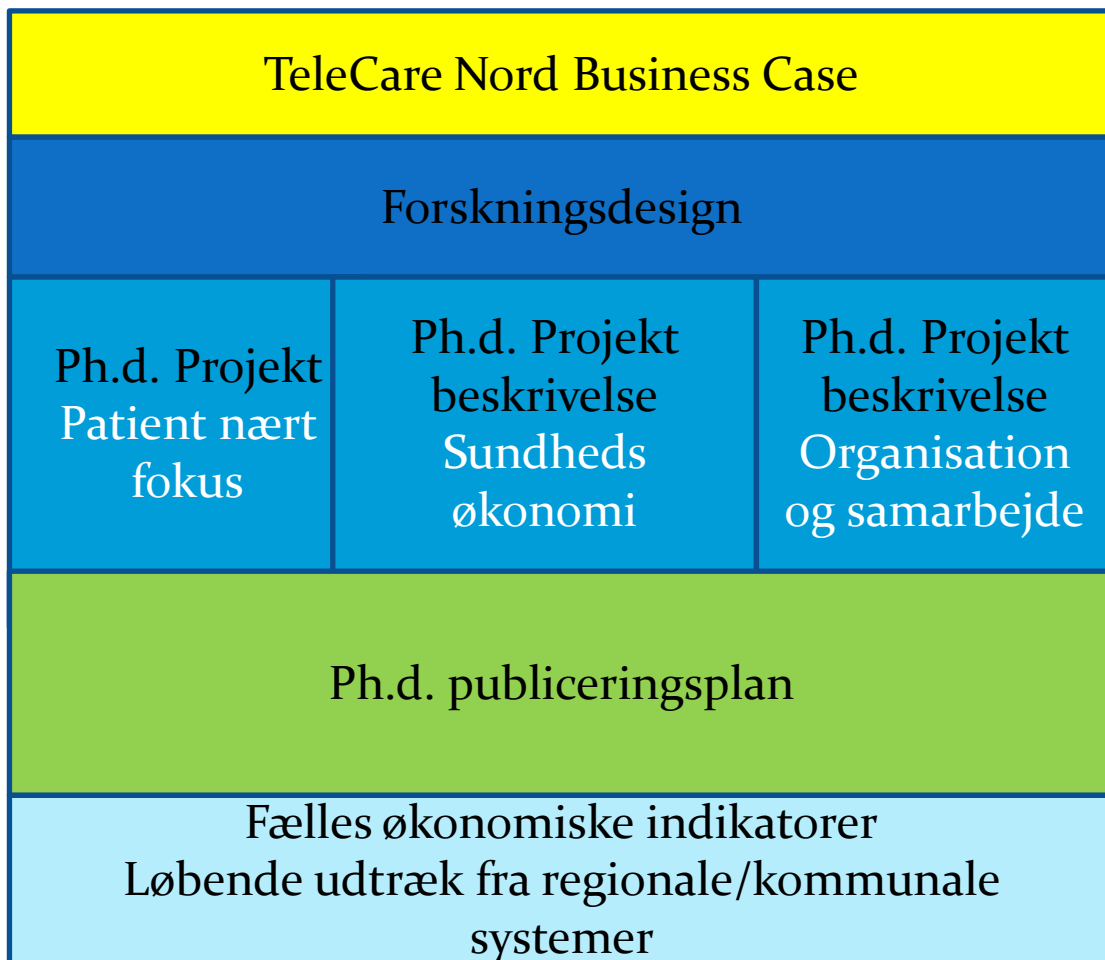 TeleCare Nord Business Case
Forskningsdesign
Ph.d. Projekt
Patient nært
fokus
Ph.d. Projekt
beskrivelse
Sundheds
økonomi
Ph.d. Projekt
beskrivelse
Organisation
og samarbejde
Ph.d. publiceringsplan
Fælles økonomiske indikatorer
Løbende udtræk fra regionale/kommunale
systemer